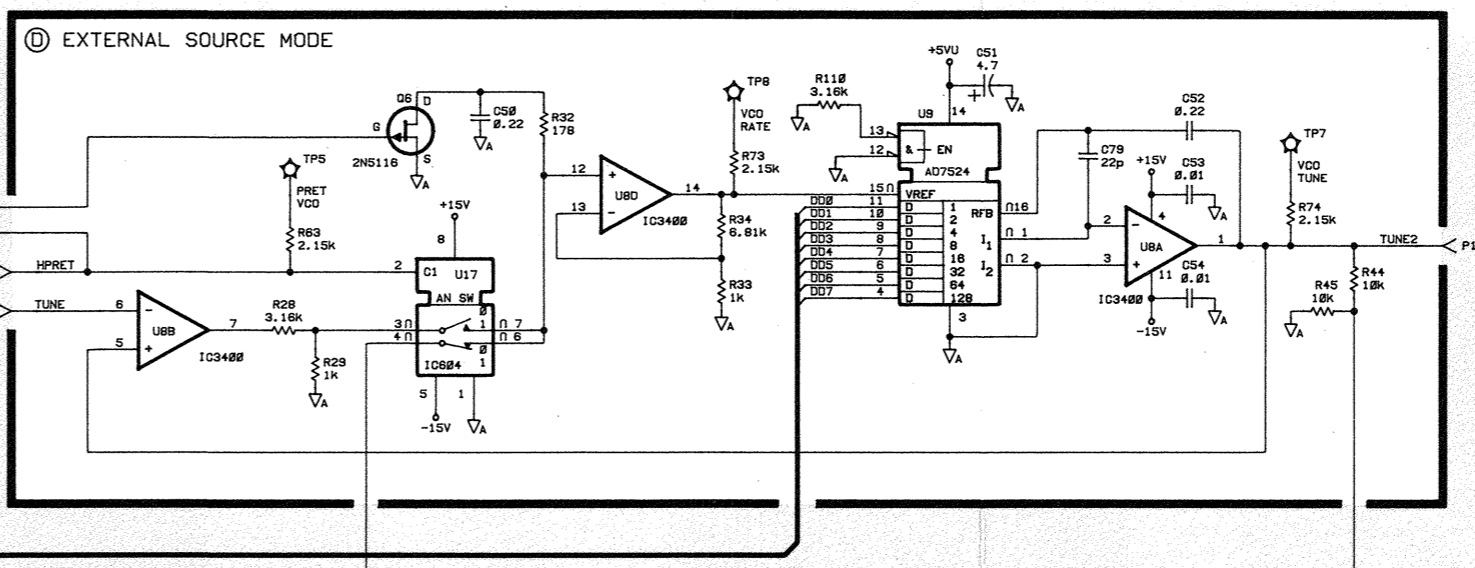 D EXTERNAL SOURCE MODE
+5VU
C51
4.7
+
14
A
TP8
VCO
RATE
R110
3.16k
A
U9
Q6
D
G
S
2N5116
A
C50
0.22
A
R32
178
C52
0.22
13
12
A
& EN
AD7524
C79
22p
TP7
VCO
TUNE
TP5
PRET
VCO
R73
2.15k
+15V
C53
0.01
A
12
+
13
-
U8D
14
IC3400
15
VREF
DD0 11 D 1
DD1 10 D 2
DD2 9 D 4
DD3 8 D 8
DD4 7 D 16
DD5 6 D 32
DD6 5 D 64
DD7 4 D 128
RFB
16
I1
1
I2
2
3
A
R63
2.15k
+15V
8
R34
6.81k
R33
1k
A
2
-
3
+
4
U8A
1
11
IC3400
-15V
C54
0.01
A
R74
2.15k
TUNE2
P1
HPRET
2
C1
U17
AN SW
TUNE
6
-
5
+
U8B
7
IC3400
R28
3.16k
R29
1k
A
3
4
0
1
0
1
7
6
IC604
5
1
-15V
A
R45
10k
A
R44
10k